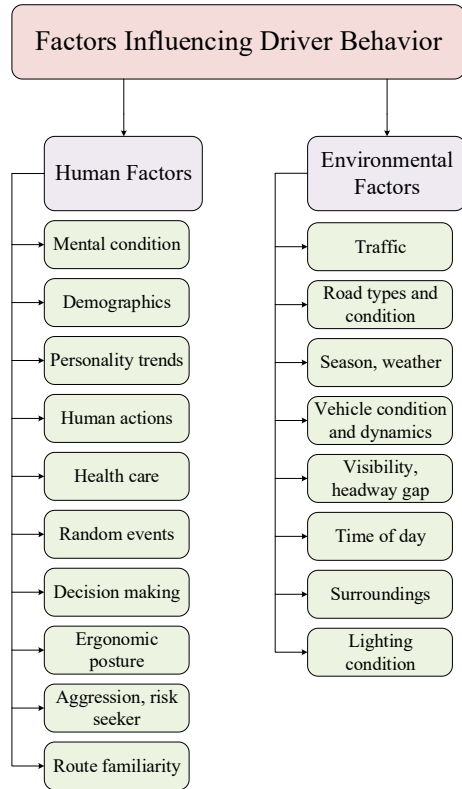 Factors Influencing Driver Behavior
Human Factors
Mental condition
Demographics
Personality trends
Human actions
Health care
Random events
Decision making
Ergonomic
posture
Aggression, risk
seeker
Route familiarity
Environmental
Factors
Traffic
Road types and
condition
Season, weather
Vehicle condition
and dynamics
Visibility,
headway gap
Time of day
Surroundings
Lighting
condition